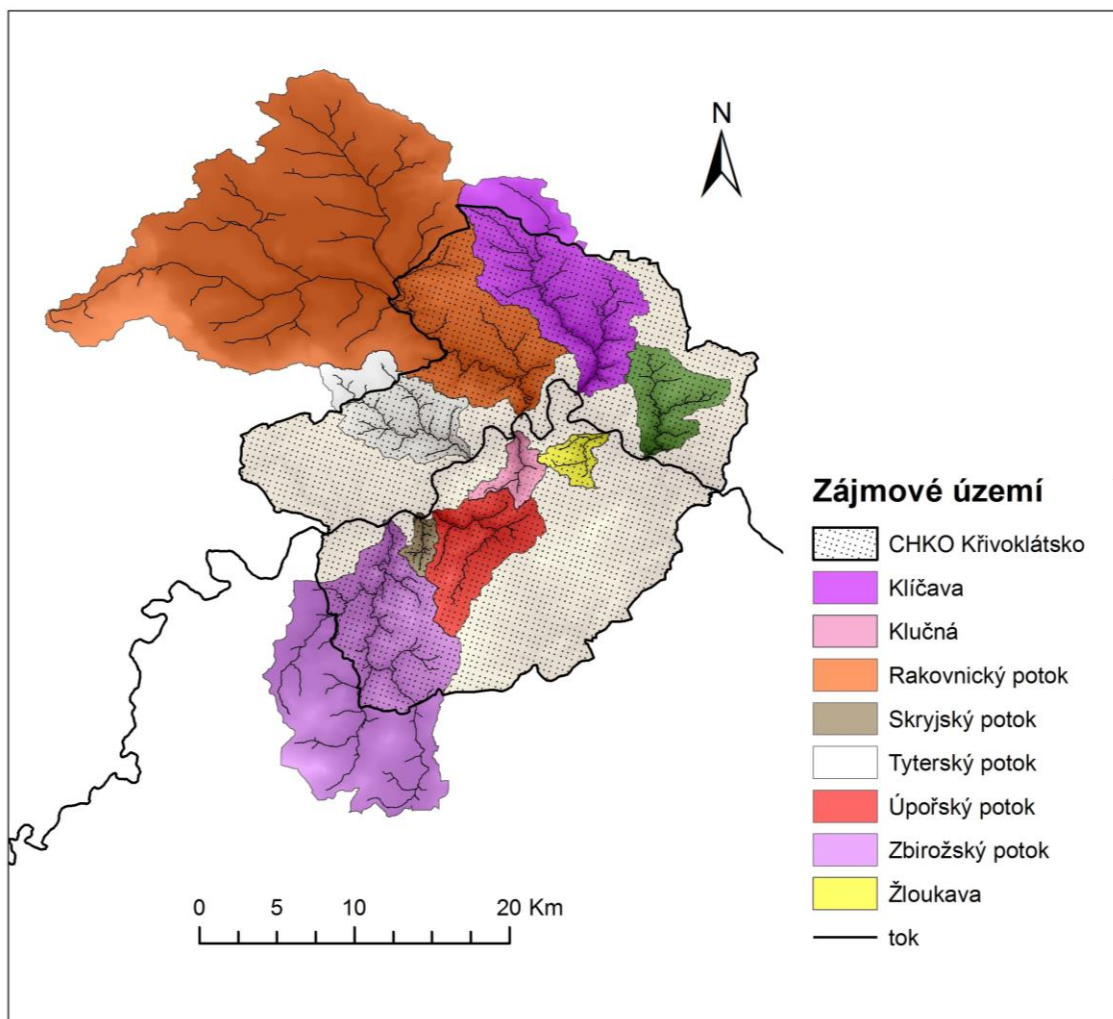 N
Zájmové území
CHKO Křivoklátsko
Klíčava
Klučná
Rakovnický potok
Skryjský potok
Tyterský potok
Úpořský potok
Zbirožský potok
Žloukava
tok
0 5 10 20 Km